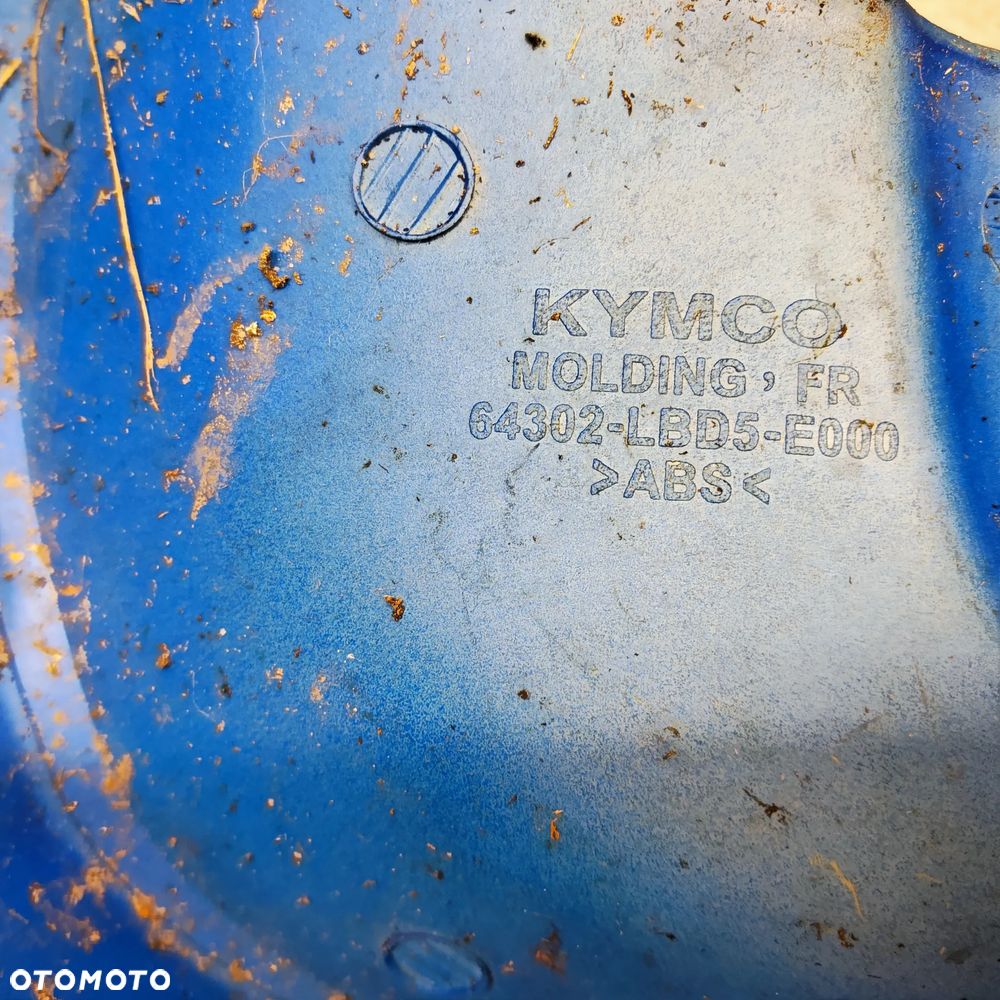 KYMCO
MOLDING, FR
64302-LBD5-E000
>ABS<
OTOMOTO